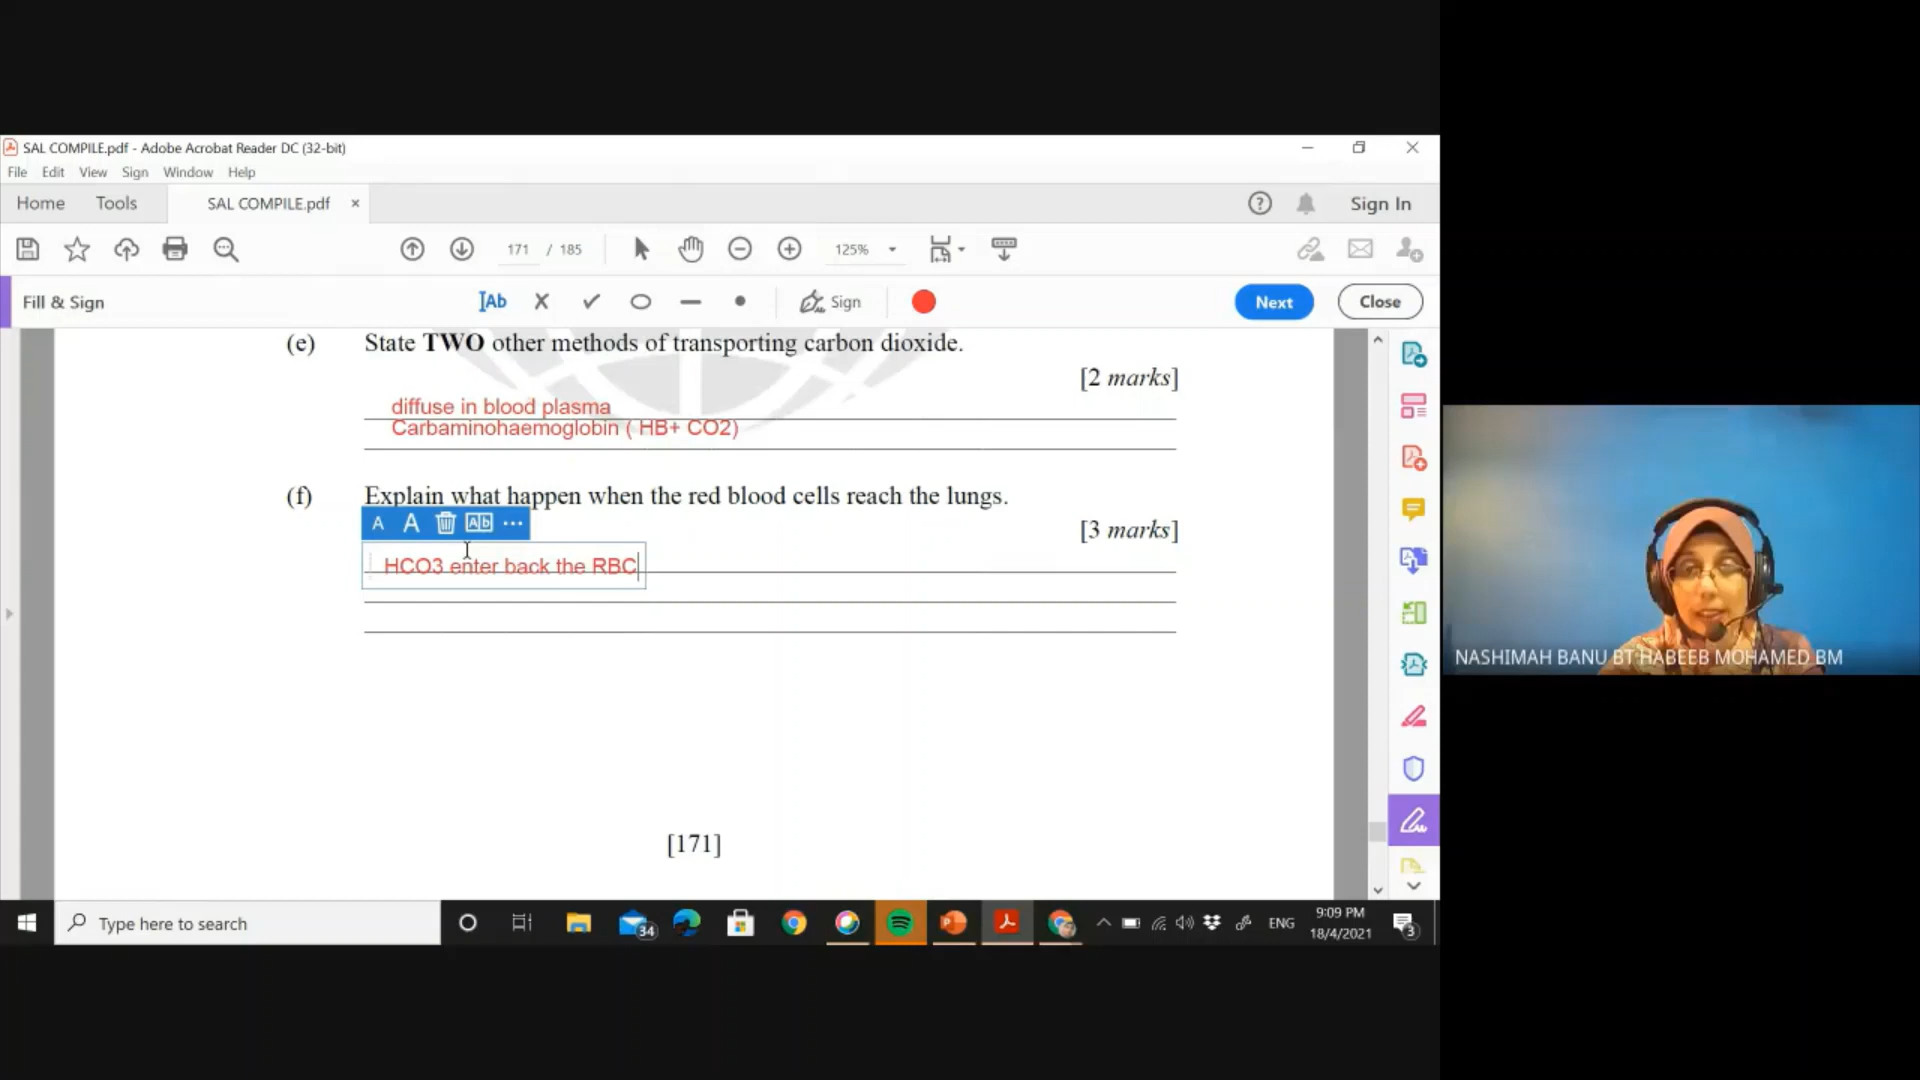 SAL COMPILE.pdf - Adobe Acrobat Reader DC (32-bit)
File Edit View Sign Window Help
Home Tools SAL COMPILE.pdf × Sign In
171 / 185 125%
Fill & Sign Ab Sign Next Close
(e) State TWO other methods of transporting carbon dioxide.
[2 marks]
diffuse in blood plasma
Carbaminohaemoglobin ( HB+ CO2)
(f) Explain what happen when the red blood cells reach the lungs.
A A Ab ...
[3 marks]
HCO3 enter back the RBC
NASHIMAH BANU BT HABEEB MOHAMED BM
[171]
Type here to search 34 ENG 9:09 PM 3
18/4/2021